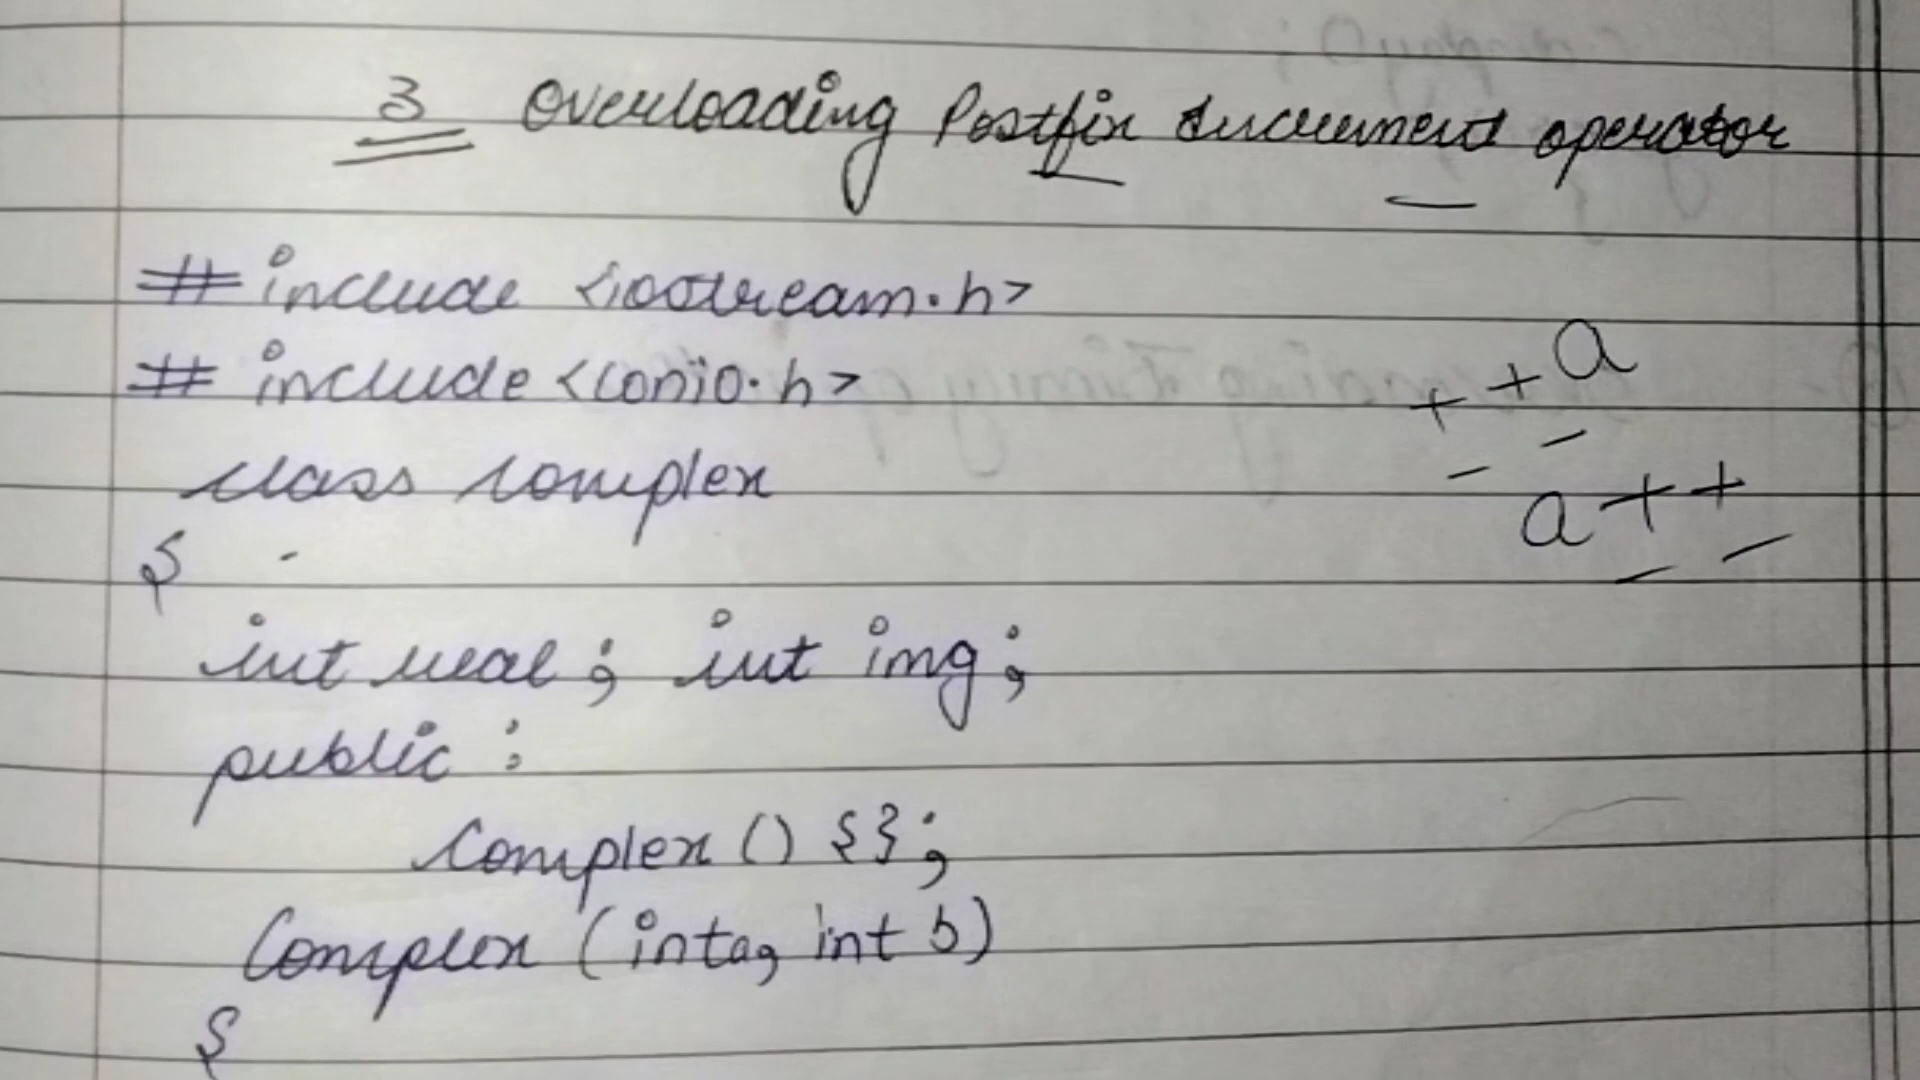 3 Overloading Postfix Increment operator
# include <iostream.h>
# include <conio.h>
++a
class complex
a++
{
int real; int img;
public :
Complex () {};
Complex (int a, int b)
{